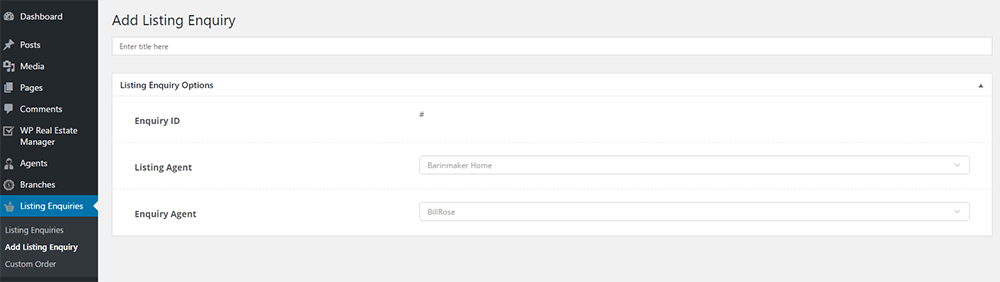 Dashboard
Posts
Media
Pages
Comments
WP Real Estate
Manager
Agents
Branches
Listing Enquiries
Listing Enquiries
Add Listing Enquiry
Custom Order
Add Listing Enquiry
Enter title here
Listing Enquiry Options
Enquiry ID
#
Listing Agent
Barinmaker Home
Enquiry Agent
BillRose